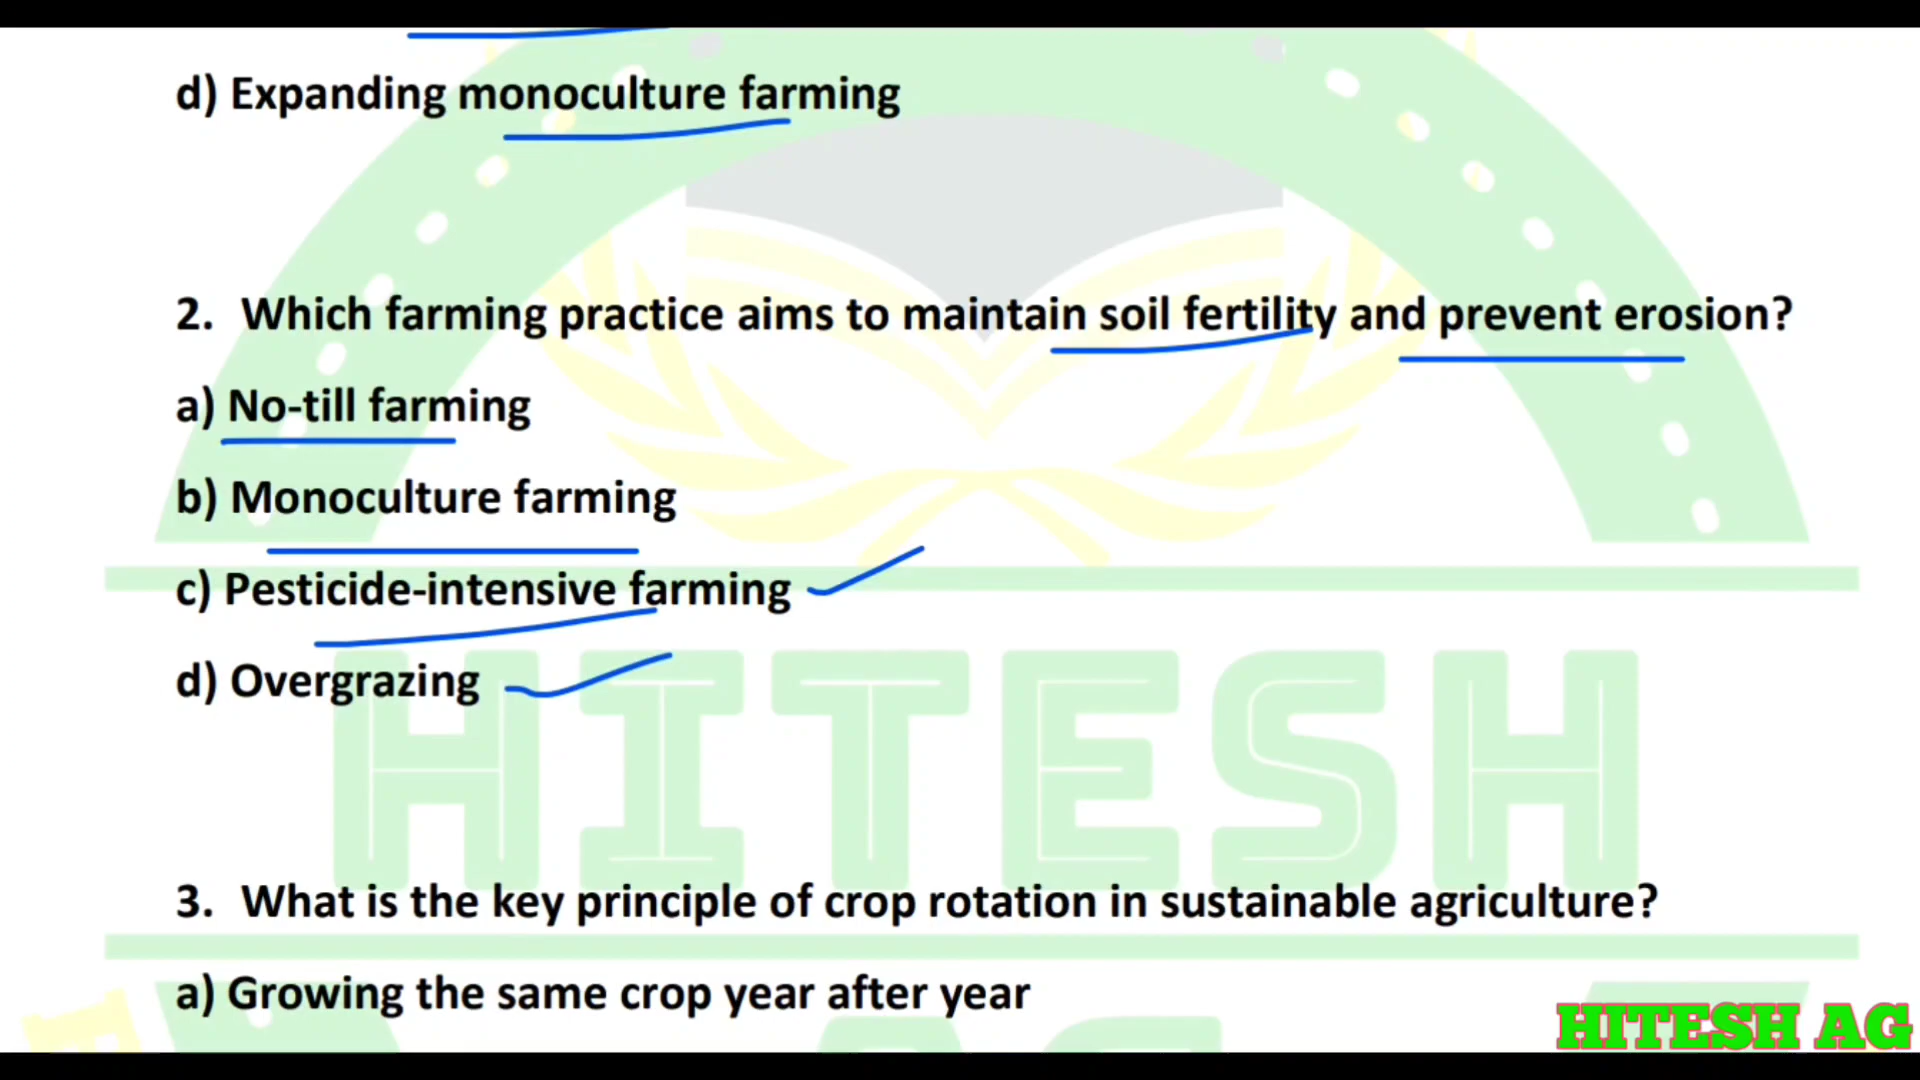 d) Expanding monoculture farming
2. Which farming practice aims to maintain soil fertility and prevent erosion?
a) No-till farming
b) Monoculture farming
c) Pesticide-intensive farming
d) Overgrazing
HITESH
3. What is the key principle of crop rotation in sustainable agriculture?
a) Growing the same crop year after year
HITESH AG